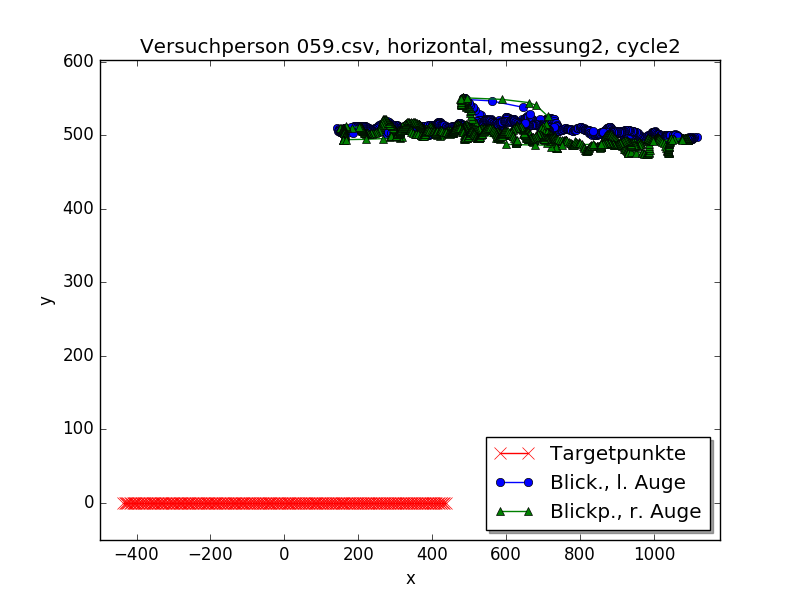 Versuchperson 059.csv, horizontal, messung2, cycle2
600
500
400
300
200
100
0
y
−400
−200
0
200
400
600
800
1000
x
Targetpunkte
Blick., l. Auge
Blickp., r. Auge